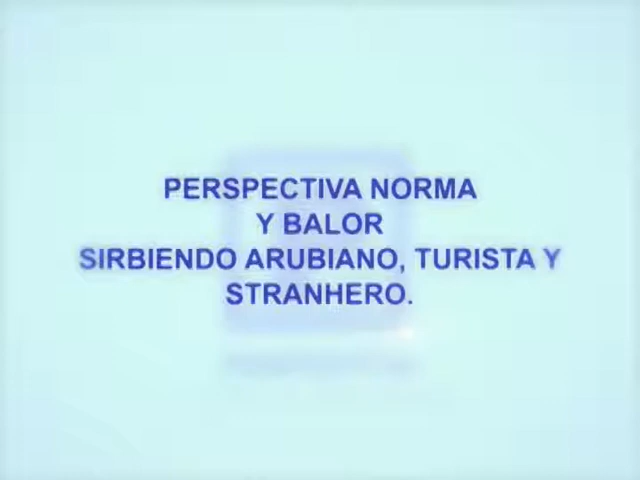 PERSPECTIVA NORMA
Y BALOR
SIRBIENDO ARUBIANO, TURISTA Y
STRANHERO.